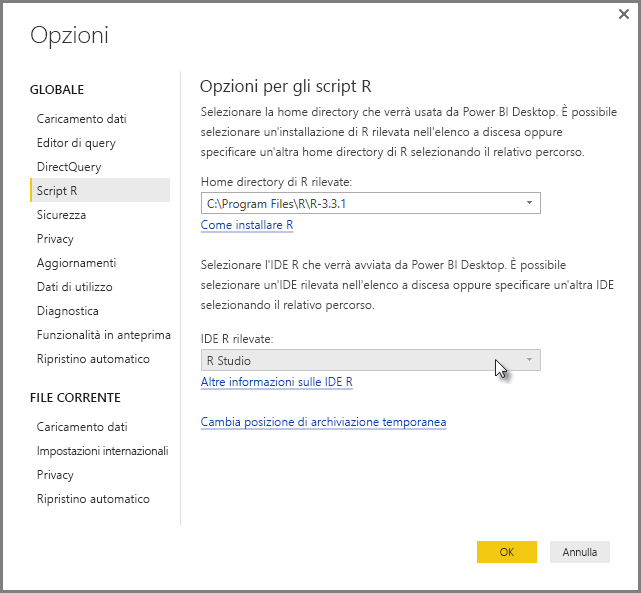 Opzioni
GLOBALE
Caricamento dati
Editor di query
DirectQuery
Script R
Sicurezza
Privacy
Aggiornamenti
Dati di utilizzo
Diagnostica
Funzionalità in anteprima
Ripristino automatico
FILE CORRENTE
Caricamento dati
Impostazioni internazionali
Privacy
Ripristino automatico
Opzioni per gli script R
Selezionare la home directory che verrà usata da Power BI Desktop. È possibile
selezionare un'installazione di R rilevata nell'elenco a discesa oppure
specificare un'altra home directory di R selezionando il relativo percorso.
Home directory di R rilevate:
C:\Program Files\R\R-3.3.1
Come installare R
Selezionare l'IDE R che verrà avviata da Power BI Desktop. È possibile
selezionare un'IDE rilevata nell'elenco a discesa oppure specificare un'altra IDE
selezionando il relativo percorso.
IDE R rilevate:
R Studio
Altre informazioni sulle IDE R
Cambia posizione di archiviazione temporanea
OK
Annulla